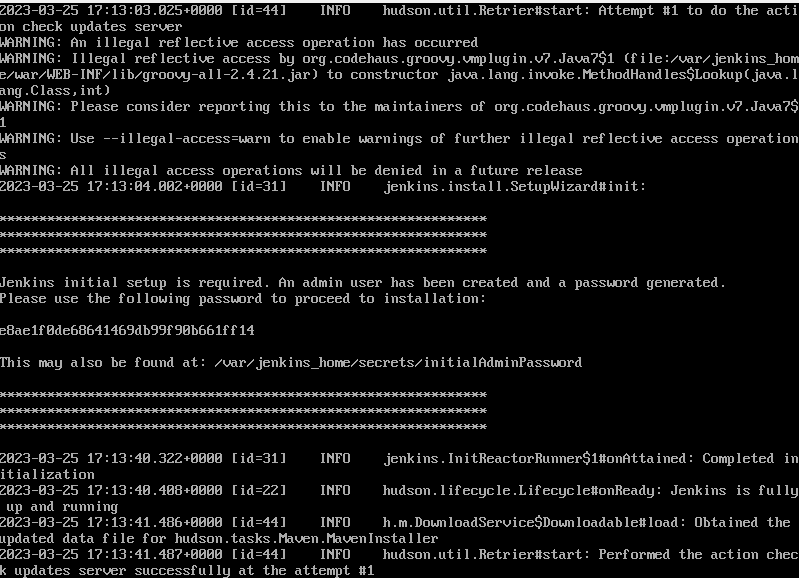 2023-03-25 17:13:03.025+0000 [id=44]    INFO    hudson.util.Retrier#start: Attempt #1 to do the acti
on check updates server
WARNING: An illegal reflective access operation has occurred
WARNING: Illegal reflective access by org.codehaus.groovy.vmplugin.v7.Java7$1 (file:/var/jenkins_hom
e/war/WEB-INF/lib/groovy-all-2.4.21.jar) to constructor java.lang.invoke.MethodHandles$Lookup(java.l
ang.Class,int)
WARNING: Please consider reporting this to the maintainers of org.codehaus.groovy.vmplugin.v7.Java7$
1
WARNING: Use --illegal-access=warn to enable warnings of further illegal reflective access operation
s
WARNING: All illegal access operations will be denied in a future release
2023-03-25 17:13:04.002+0000 [id=31]    INFO    jenkins.install.SetupWizard#init:
*************************************************************
*************************************************************
*************************************************************
Jenkins initial setup is required. An admin user has been created and a password generated.
Please use the following password to proceed to installation:
e8ae1f0de68641469db99f90b661ff14
This may also be found at: /var/jenkins_home/secrets/initialAdminPassword
*************************************************************
*************************************************************
*************************************************************
2023-03-25 17:13:40.322+0000 [id=31]    INFO    jenkins.InitReactorRunner$1#onAttained: Completed in
itialization
2023-03-25 17:13:40.408+0000 [id=22]    INFO    hudson.lifecycle.Lifecycle#onReady: Jenkins is fully
 up and running
2023-03-25 17:13:41.486+0000 [id=44]    INFO    h.m.DownloadService$Downloadable#load: Obtained the
updated data file for hudson.tasks.Maven.MavenInstaller
2023-03-25 17:13:41.487+0000 [id=44]    INFO    hudson.util.Retrier#start: Performed the action chec
k updates server successfully at the attempt #1